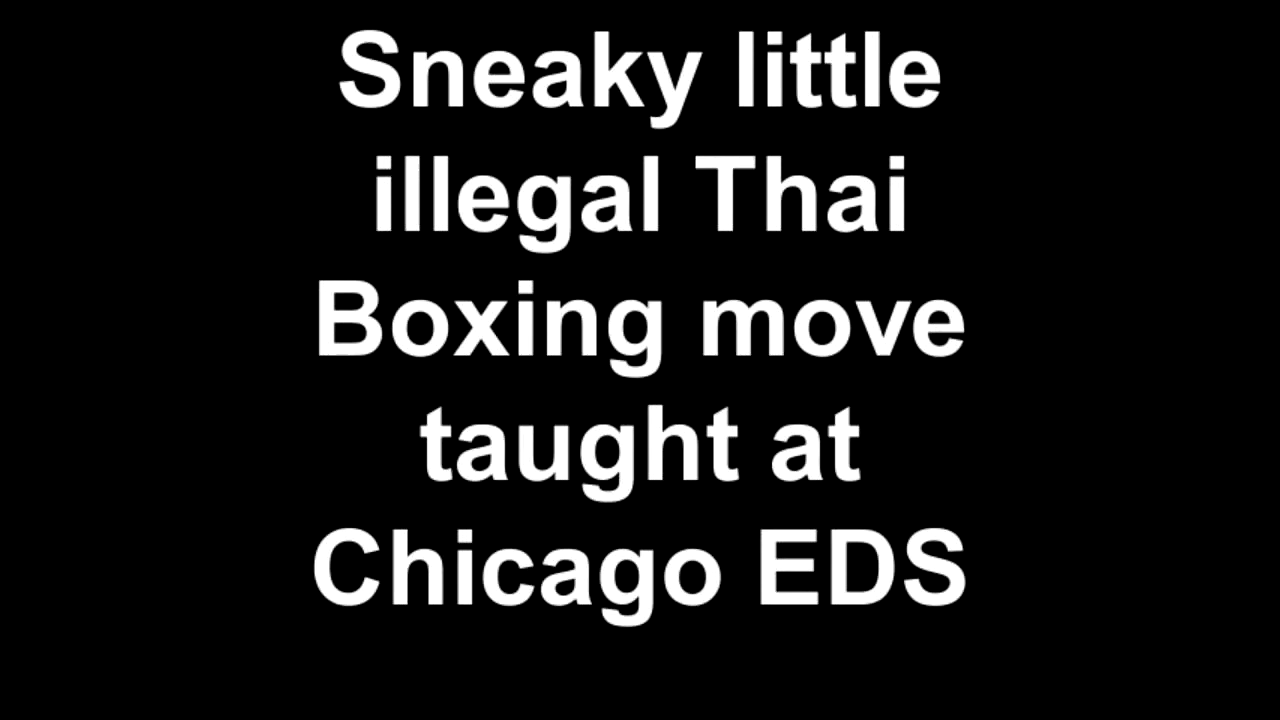 Sneaky little
illegal Thai
Boxing move
taught at
Chicago EDS